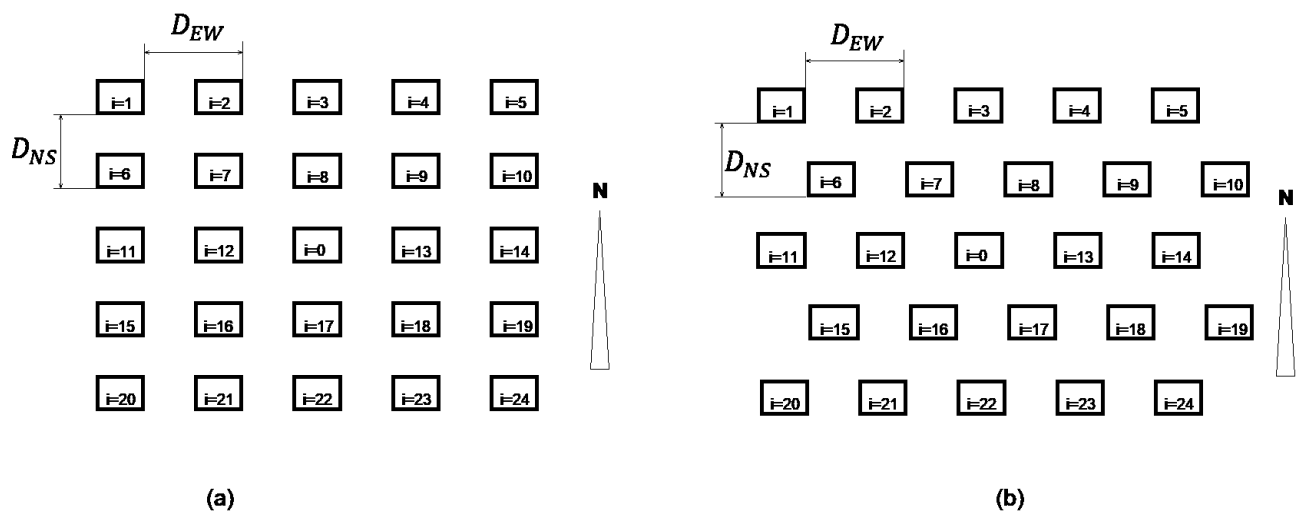 D_EW
i=1 i=2 i=3 i=4 i=5
D_NS
i=6 i=7 i=8 i=9 i=10
N
i=11 i=12 i=0 i=13 i=14
i=15 i=16 i=17 i=18 i=19
i=20 i=21 i=22 i=23 i=24
(a)
D_EW
i=1 i=2 i=3 i=4 i=5
D_NS
i=6 i=7 i=8 i=9 i=10
N
i=11 i=12 i=0 i=13 i=14
i=15 i=16 i=17 i=18 i=19
i=20 i=21 i=22 i=23 i=24
(b)